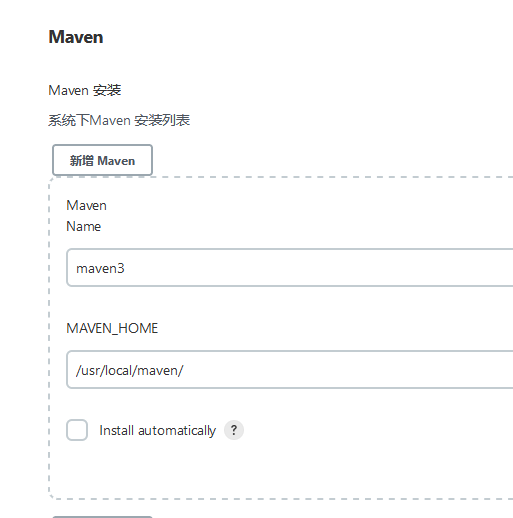 Maven
Maven 安装
系统下Maven 安装列表
新增 Maven
Maven
Name
maven3
MAVEN_HOME
/usr/local/maven/
Install automatically ?